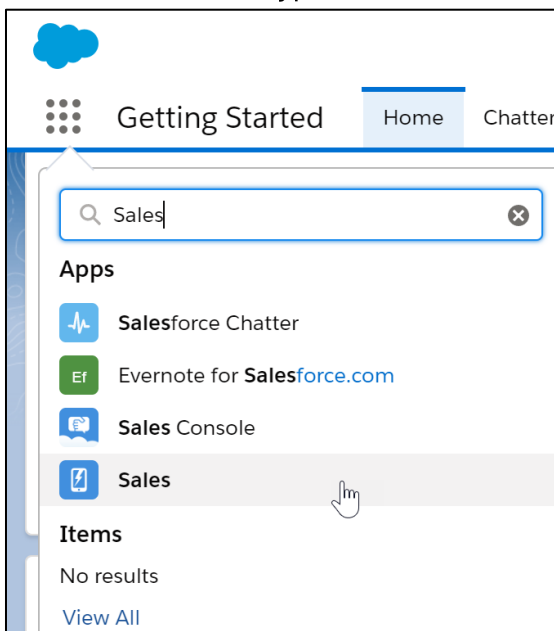 Getting Started Home Chatter
Sales
Apps
Salesforce Chatter
Ef Evernote for Salesforce.com
Sales Console
Sales
Items
No results
View All